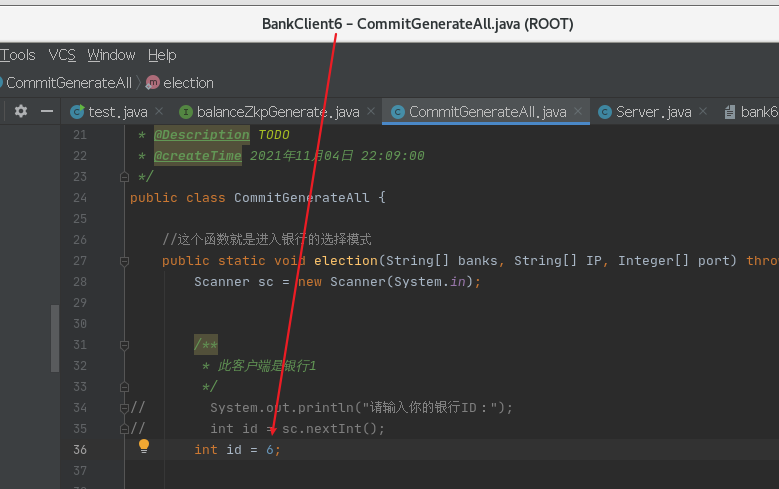 BankClient6 – CommitGenerateAll.java (ROOT)
Tools VCS Window Help
CommitGenerateAll m election
test.java I balanceZkpGenerate.java C CommitGenerateAll.java C Server.java bank6
21 * @Description TODO
22 * @createTime 2021年11月04日 22:09:00
23 */
24 public class CommitGenerateAll {
25
26 //这个函数就是进入银行的选择模式
27 public static void election(String[] banks, String[] IP, Integer[] port) throw
28 Scanner sc = new Scanner(System.in);
29
30
31 /**
32 * 此客户端是银行1
33 */
34 // System.out.println("请输入你的银行ID：");
35 // int id = sc.nextInt();
36 int id = 6;
37